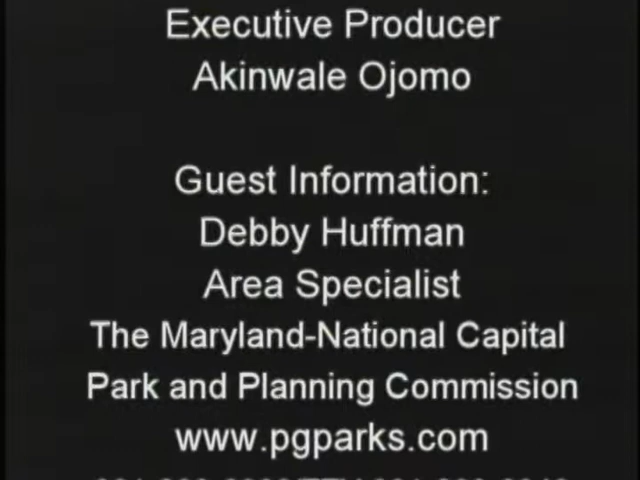 Executive Producer
Akinwale Ojomo
Guest Information:
Debby Huffman
Area Specialist
The Maryland-National Capital
Park and Planning Commission
www.pgparks.com